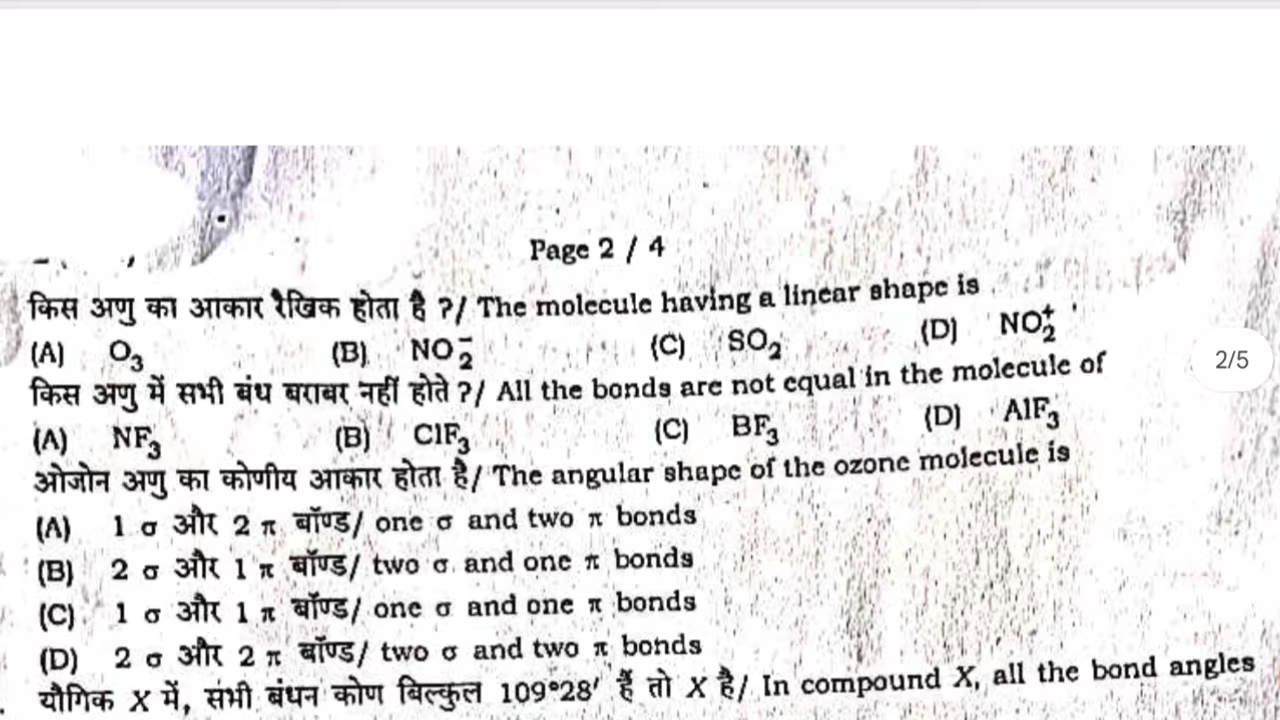 Page 2 / 4
किस अणु का आकार रैखिक होता है ?/ The molecule having a linear shape is
(A) O₃ (B) NO₂⁻ (C) SO₂ (D) NO₂⁺
2/5
किस अणु में सभी बंध बराबर नहीं होते ?/ All the bonds are not equal in the molecule of
(A) NF₃ (B) ClF₃ (C) BF₃ (D) AlF₃
ओजोन अणु का कोणीय आकार होता है/ The angular shape of the ozone molecule is
(A) 1 σ और 2 π बॉण्ड/ one σ and two π bonds
(B) 2 σ और 1 π बॉण्ड/ two σ and one π bonds
(C) 1 σ और 1 π बॉण्ड/ one σ and one π bonds
(D) 2 σ और 2 π बॉण्ड/ two σ and two π bonds
यौगिक X में, सभी बंधन कोण बिल्कुल 109°28′ हैं तो X है/ In compound X, all the bond angles